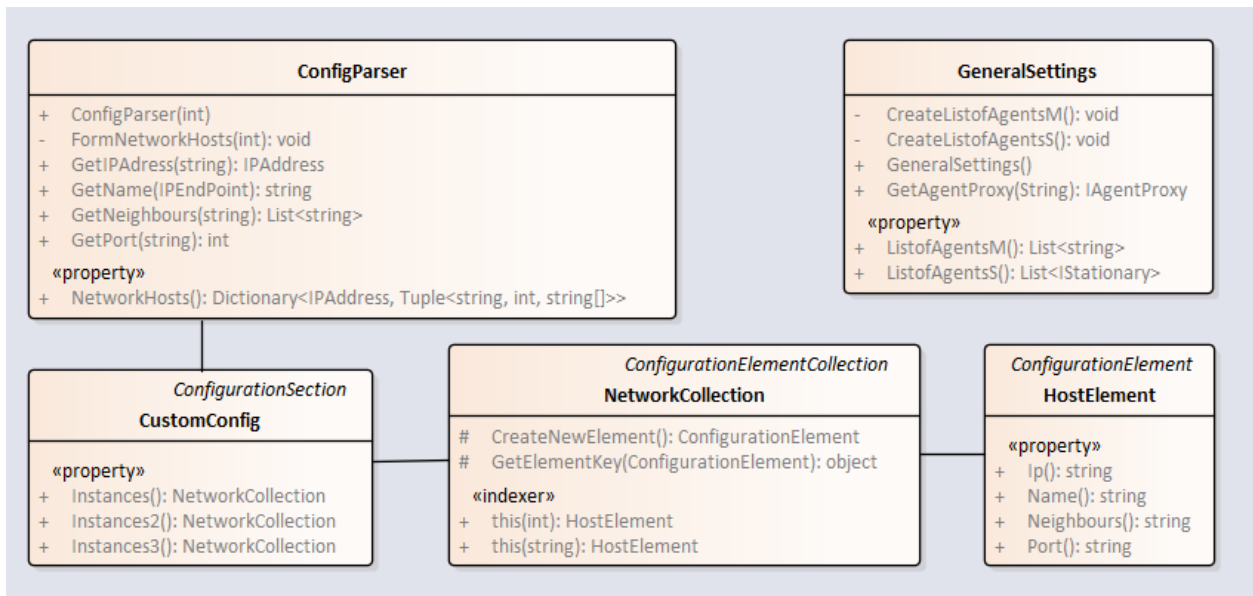 ConfigParser
+ ConfigParser(int)
- FormNetworkHosts(int): void
+ GetIPAdress(string): IPAddress
+ GetName(IPEndPoint): string
+ GetNeighbours(string): List<string>
+ GetPort(string): int
«property»
+ NetworkHosts(): Dictionary<IPAddress, Tuple<string, int, string[]>>
GeneralSettings
- CreateListofAgentsM(): void
- CreateListofAgentsS(): void
+ GeneralSettings()
+ GetAgentProxy(String): IAgentProxy
«property»
+ ListofAgentsM(): List<string>
+ ListofAgentsS(): List<IStationary>
ConfigurationSection
CustomConfig
«property»
+ Instances(): NetworkCollection
+ Instances2(): NetworkCollection
+ Instances3(): NetworkCollection
ConfigurationElementCollection
NetworkCollection
# CreateNewElement(): ConfigurationElement
# GetElementKey(ConfigurationElement): object
«indexer»
+ this(int): HostElement
+ this(string): HostElement
ConfigurationElement
HostElement
«property»
+ Ip(): string
+ Name(): string
+ Neighbours(): string
+ Port(): string